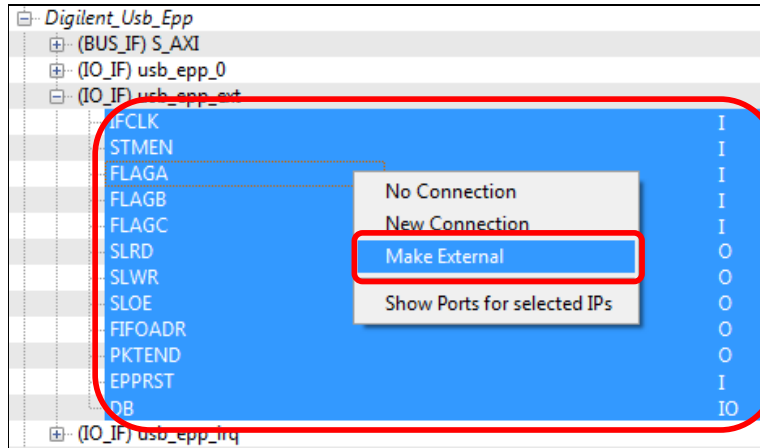 Digilent_Usb_Epp
(BUS_IF) S_AXI
(IO_IF) usb_epp_0
(IO_IF) usb_epp_ext
IFCLK I
STMEN I
FLAGA I
FLAGB I
FLAGC I
SLRD O
SLWR O
SLOE O
FIFOADR O
PKTEND O
EPPRST I
DB IO
(IO_IF) usb_epp_irq
No Connection
New Connection
Make External
Show Ports for selected IPs